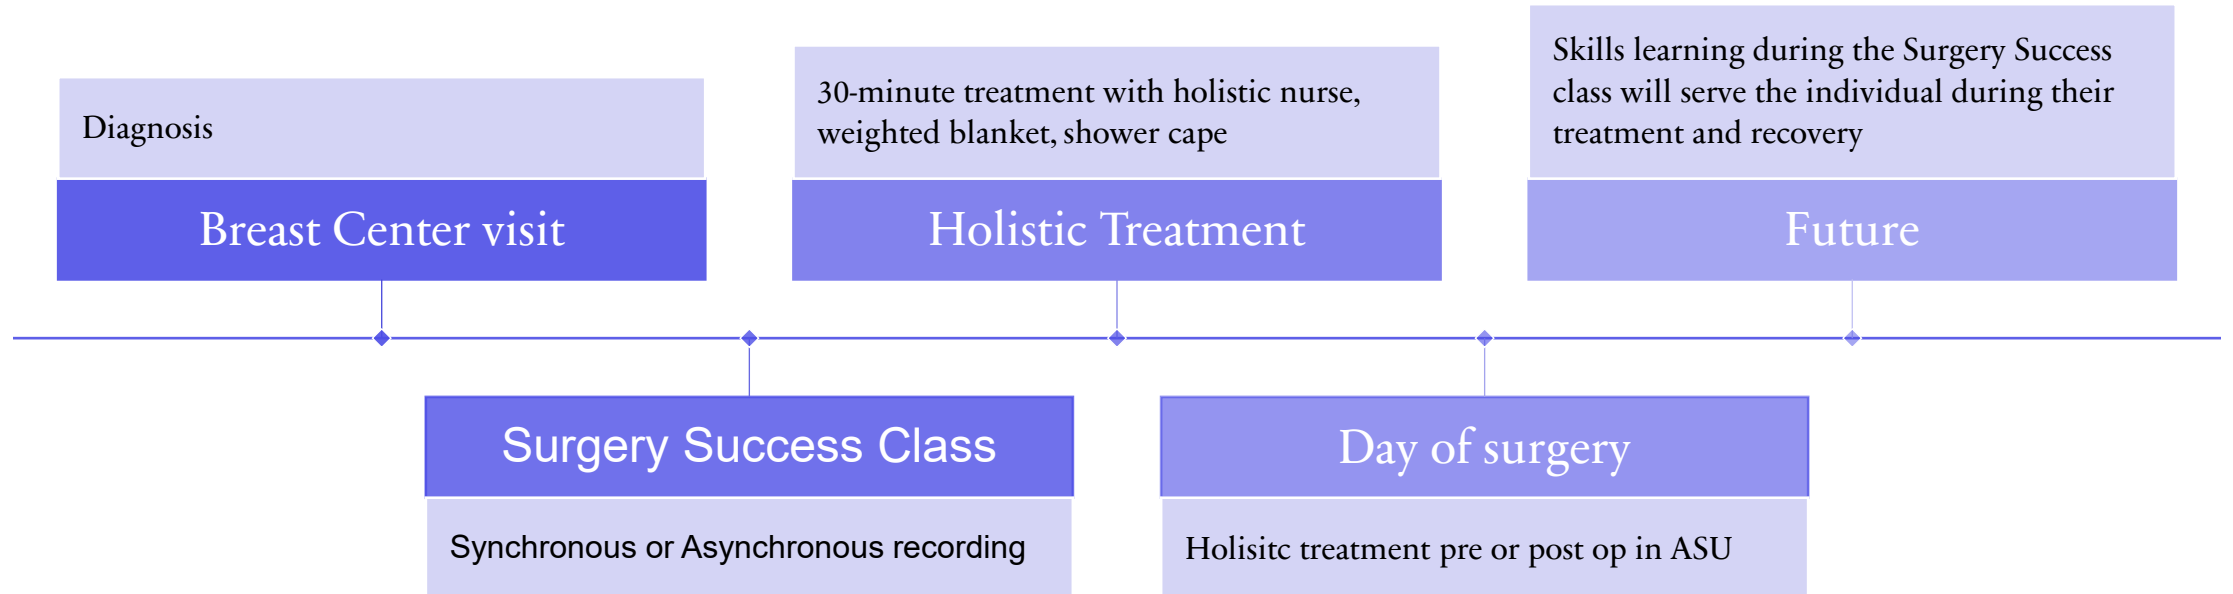 Diagnosis
Breast Center visit
Surgery Success Class
Synchronous or Asynchronous recording
30-minute treatment with holistic nurse,
weighted blanket, shower cape
Holistic Treatment
Day of surgery
Holisitc treatment pre or post op in ASU
Skills learning during the Surgery Success
class will serve the individual during their
treatment and recovery
Future